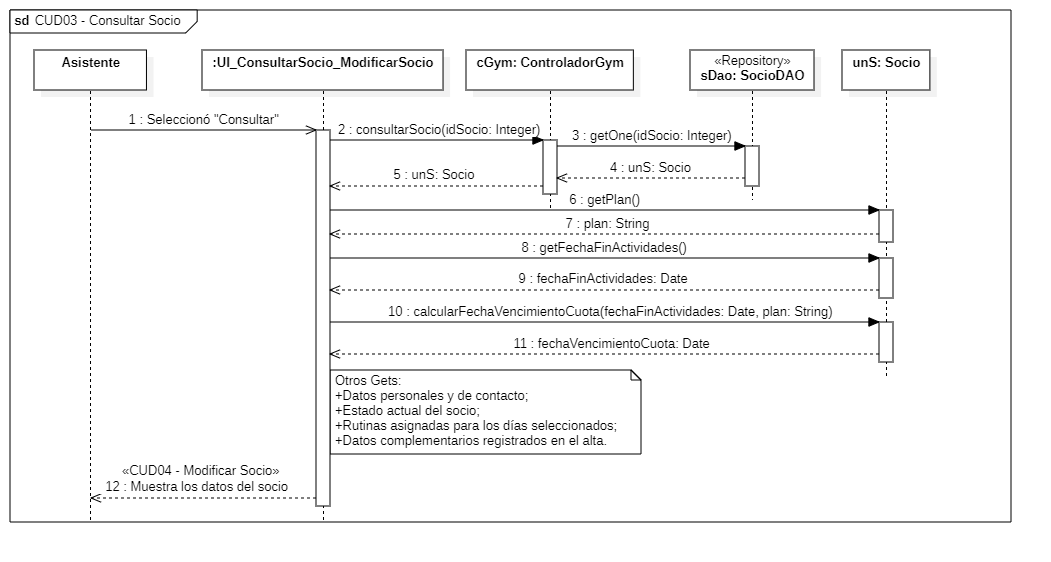 sd CUD03 - Consultar Socio
Asistente
:UI_ConsultarSocio_ModificarSocio
cGym: ControladorGym
«Repository»
sDao: SocioDAO
unS: Socio
1 : Seleccionó "Consultar"
2 : consultarSocio(idSocio: Integer)
3 : getOne(idSocio: Integer)
4 : unS: Socio
5 : unS: Socio
6 : getPlan()
7 : plan: String
8 : getFechaFinActividades()
9 : fechaFinActividades: Date
10 : calcularFechaVencimientoCuota(fechaFinActividades: Date, plan: String)
11 : fechaVencimientoCuota: Date
Otros Gets:
+Datos personales y de contacto;
+Estado actual del socio;
+Rutinas asignadas para los días seleccionados;
+Datos complementarios registrados en el alta.
«CUD04 - Modificar Socio»
12 : Muestra los datos del socio